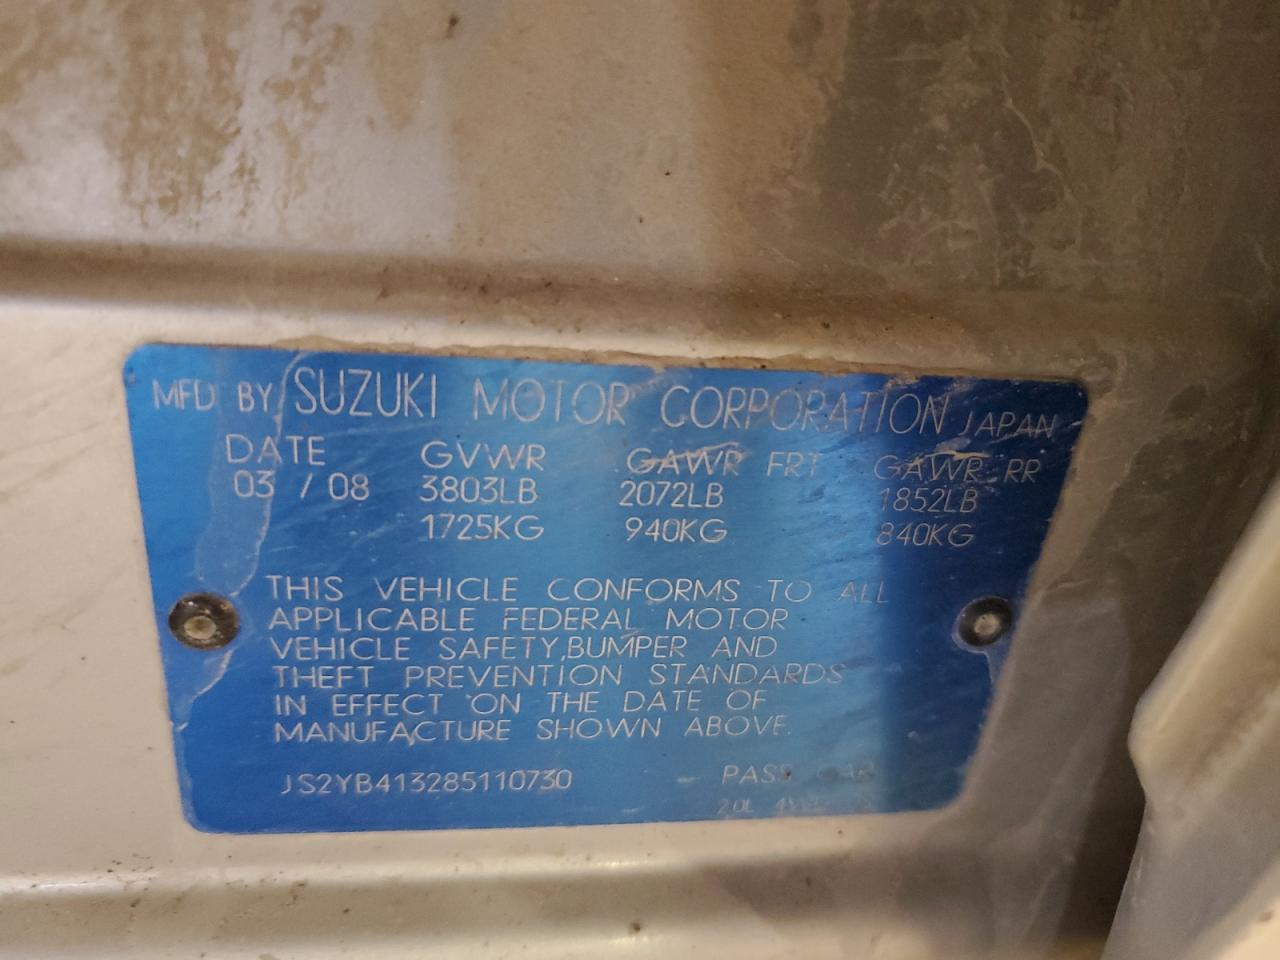 MFD BY SUZUKI MOTOR CORPORATION JAPAN
DATE GVWR GAWR FRT GAWR RR
03 / 08 3803LB 2072LB 1852LB
1725KG 940KG 840KG
THIS VEHICLE CONFORMS TO ALL
APPLICABLE FEDERAL MOTOR
VEHICLE SAFETY,BUMPER AND
THEFT PREVENTION STANDARDS
IN EFFECT ON THE DATE OF
MANUFACTURE SHOWN ABOVE.
JS2YB413285110730 PASS CAR
2.0L